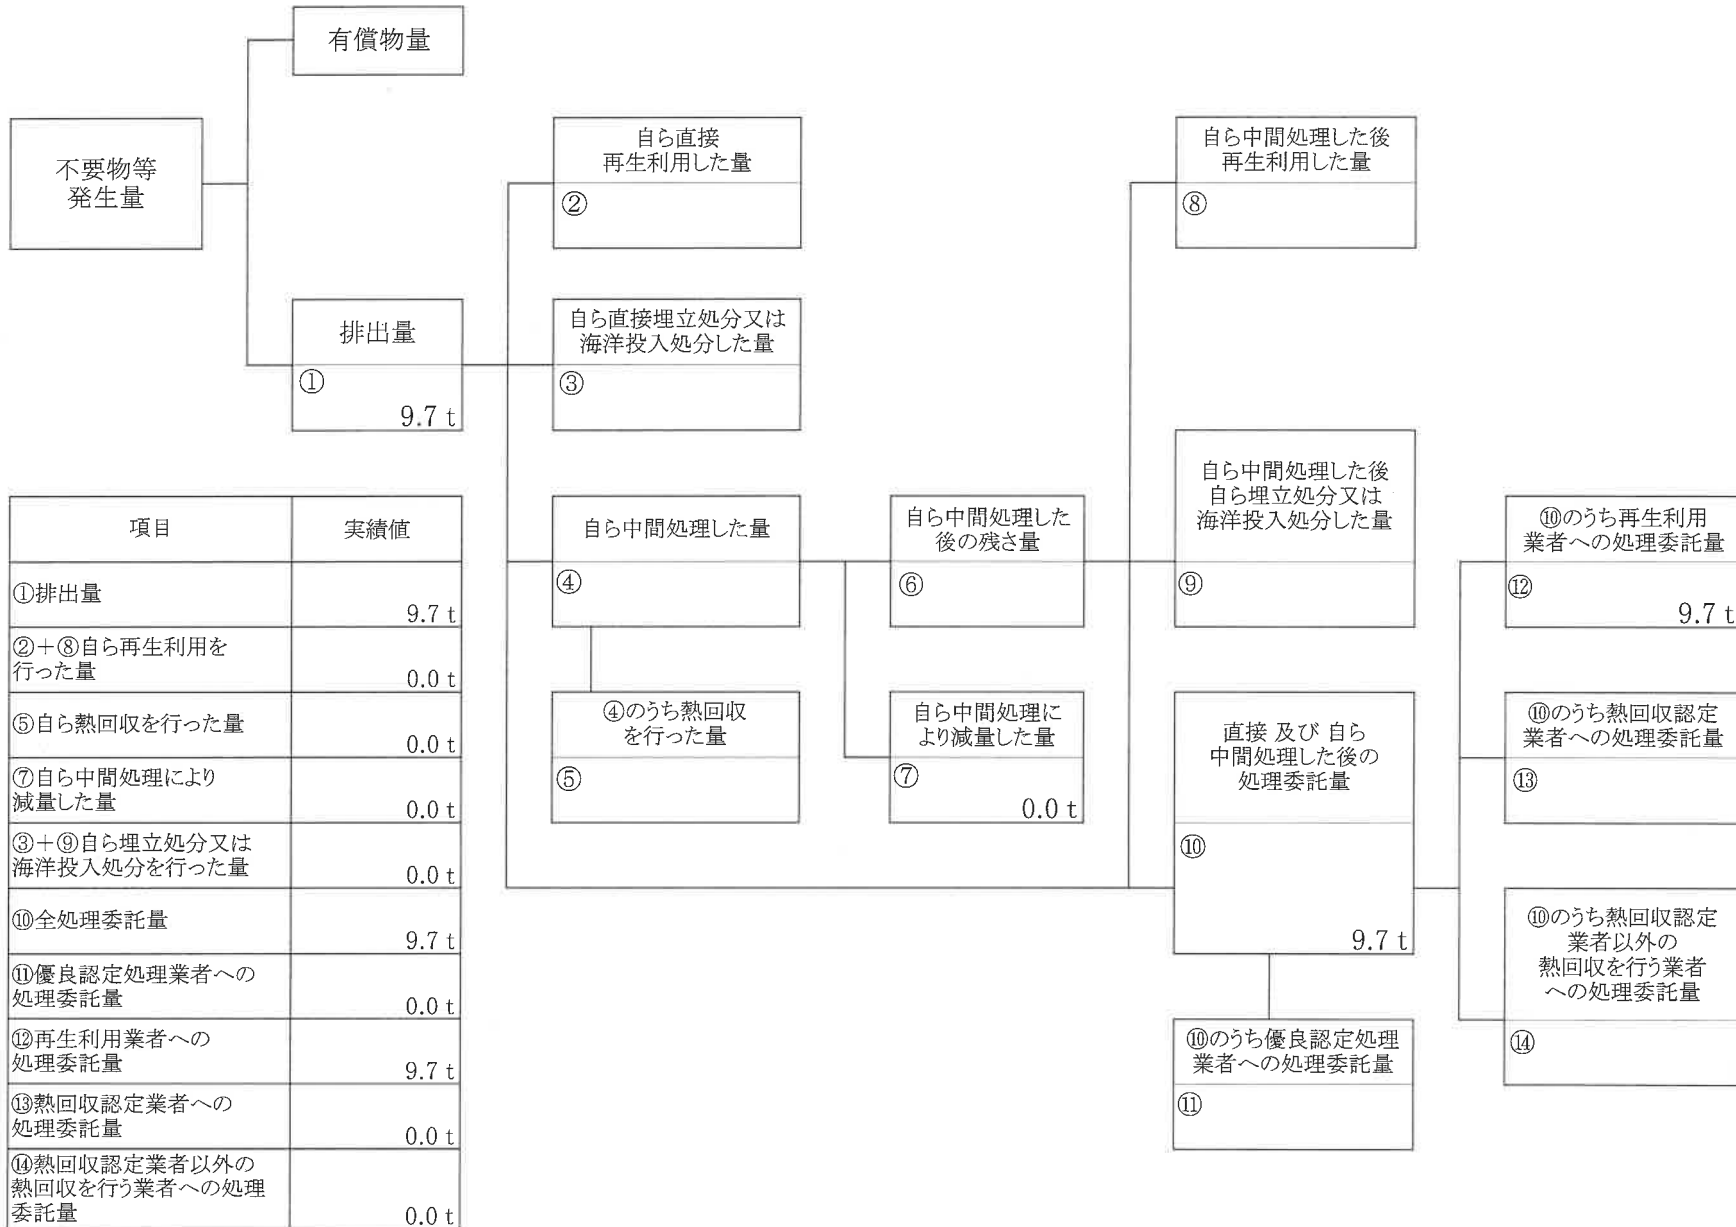 有償物量
不要物等
発生量
自ら直接
再生利用した量
②
自ら中間処理した後
再生利用した量
⑧
排出量
①
9.7 t
自ら直接埋立処分又は
海洋投入処分した量
③
自ら中間処理した量
④
自ら中間処理した
後の残さ量
⑥
自ら中間処理した後
自ら埋立処分又は
海洋投入処分した量
⑨
⑩のうち再生利用
業者への処理委託量
⑫
9.7 t
④のうち熱回収
を行った量
⑤
自ら中間処理に
より減量した量
⑦
0.0 t
直接 及び 自ら
中間処理した後の
処理委託量
⑩
9.7 t
⑩のうち熱回収認定
業者への処理委託量
⑬
⑩のうち熱回収認定
業者以外の
熱回収を行う業者
への処理委託量
⑭
⑩のうち優良認定処理
業者への処理委託量
⑪
項目 実績値
①排出量
9.7 t
②+⑧自ら再生利用を
行った量
0.0 t
⑤自ら熱回収を行った量
0.0 t
⑦自ら中間処理により
減量した量
0.0 t
③+⑨自ら埋立処分又は
海洋投入処分を行った量
0.0 t
⑩全処理委託量
9.7 t
⑪優良認定処理業者への
処理委託量
0.0 t
⑫再生利用業者への
処理委託量
9.7 t
⑬熱回収認定業者への
処理委託量
0.0 t
⑭熱回収認定業者以外の
熱回収を行う業者への処理
委託量
0.0 t